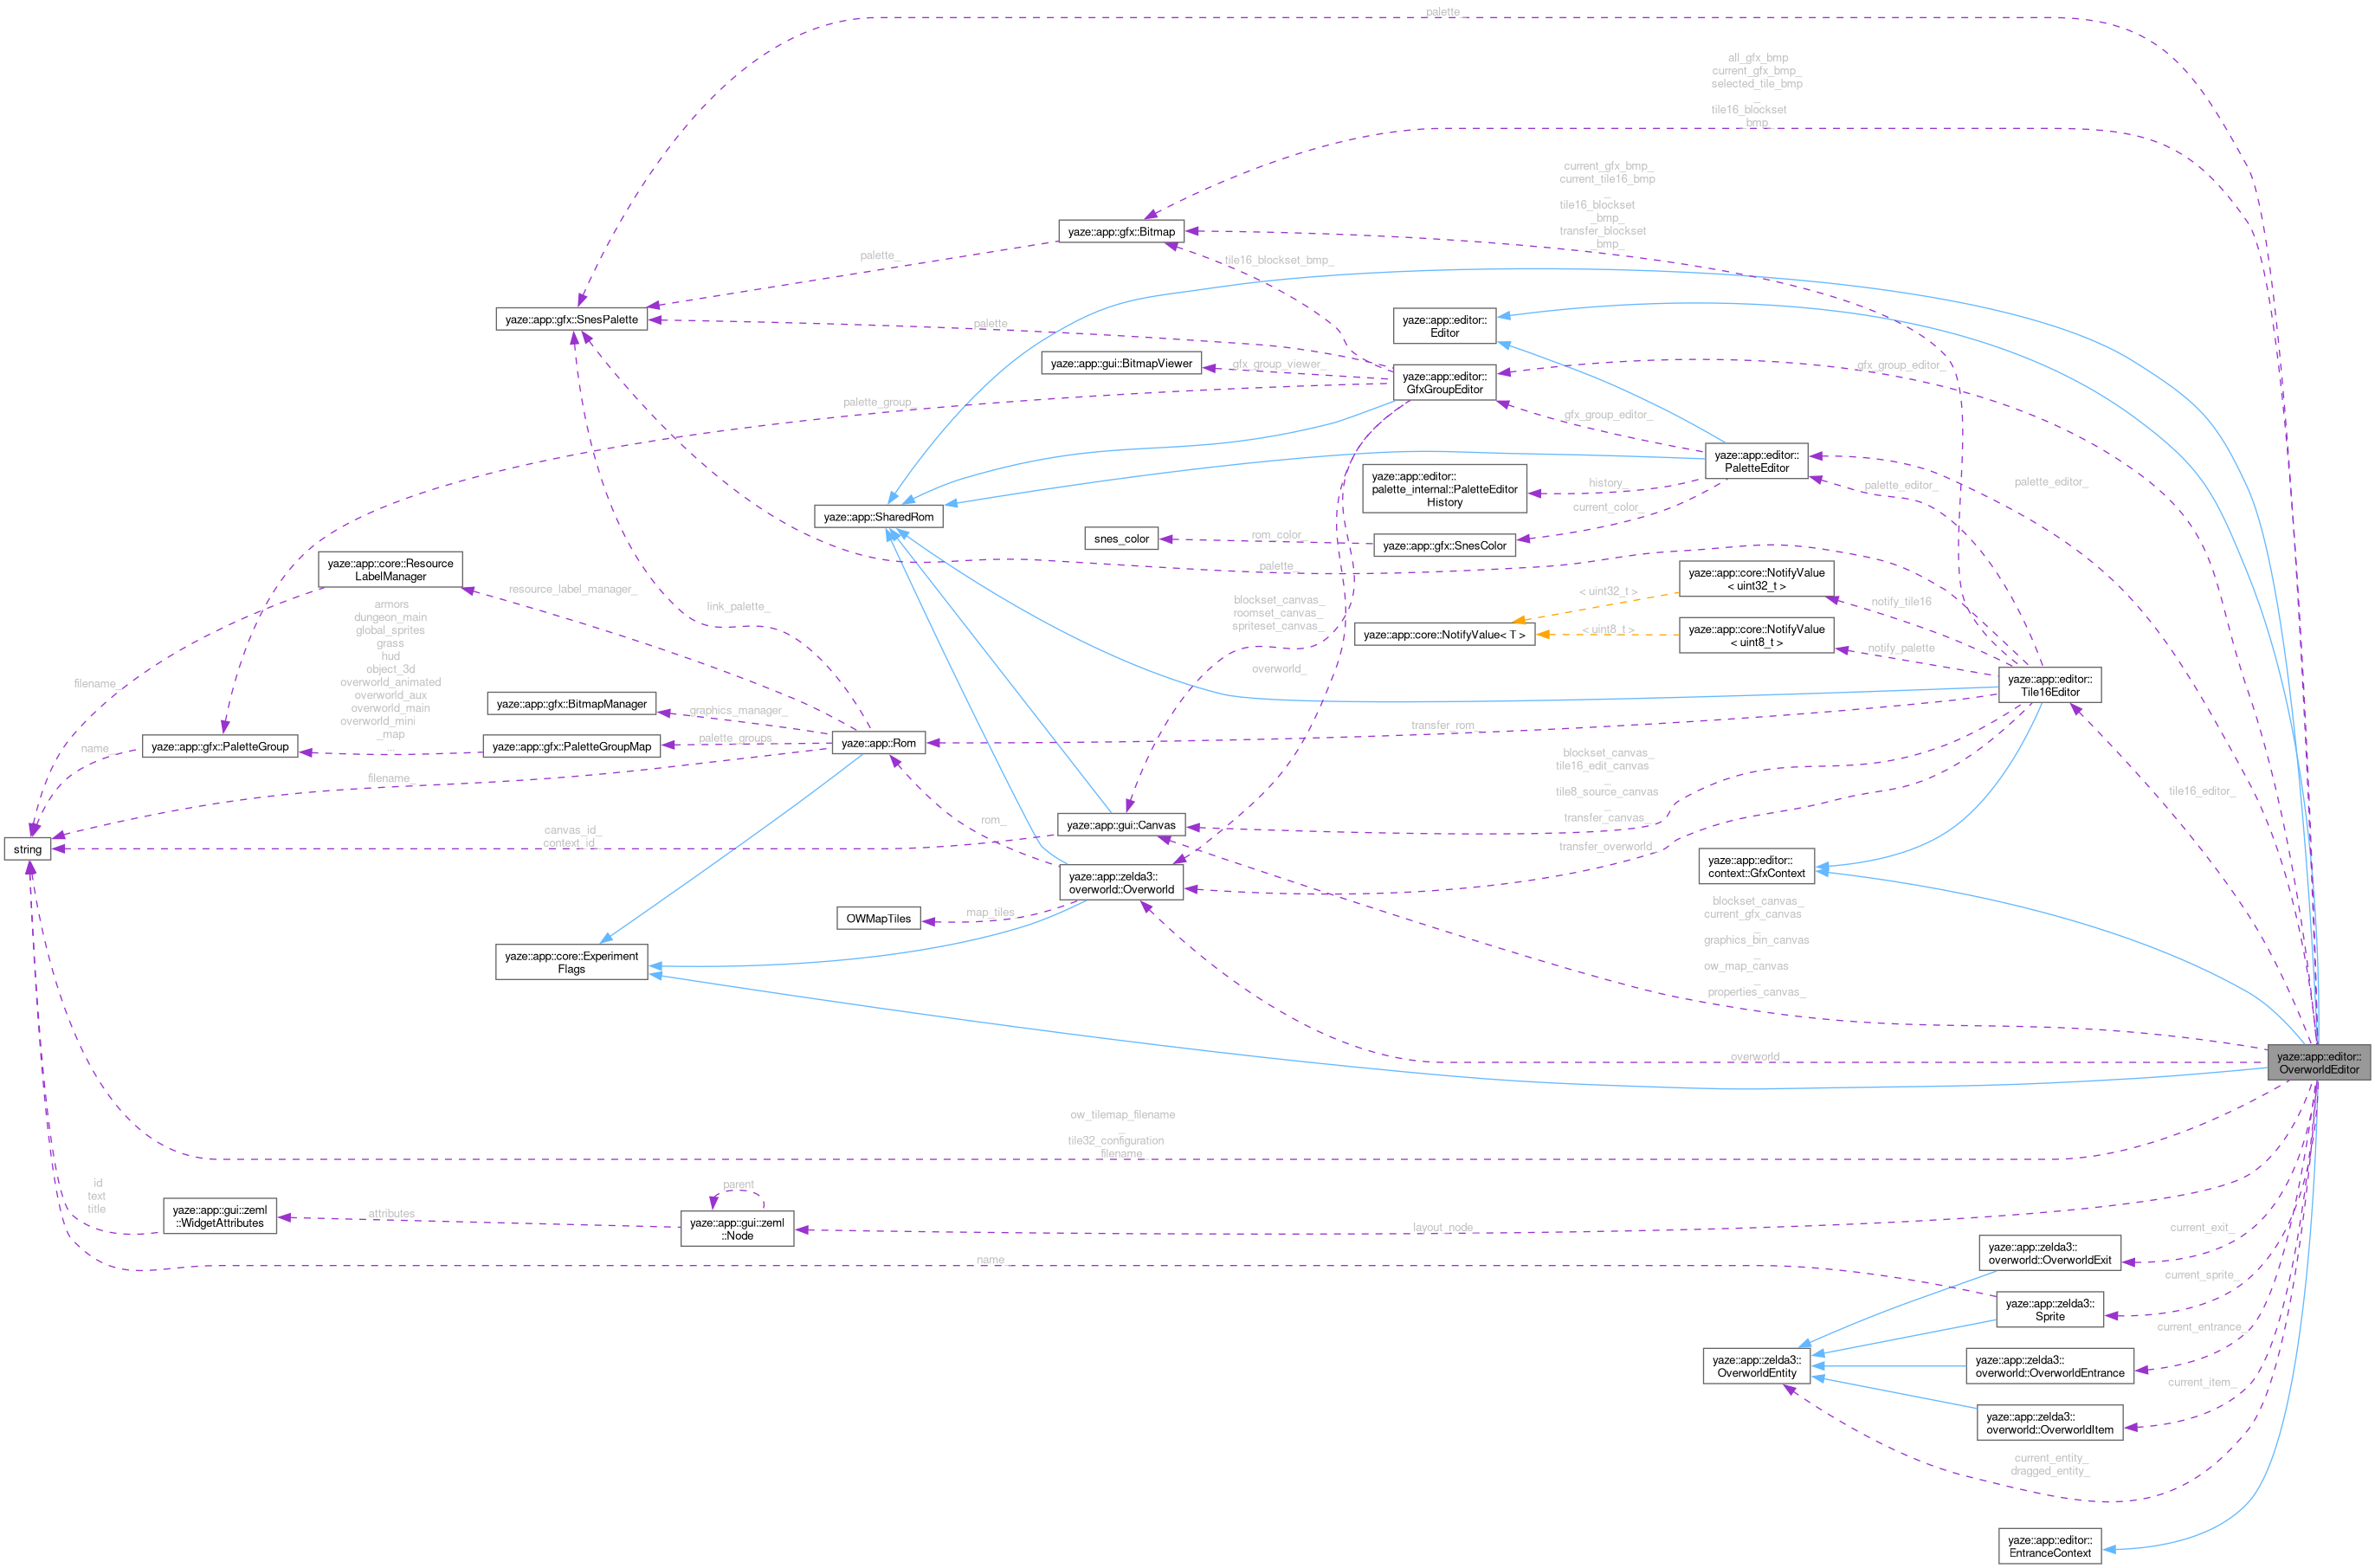 palette_
all_gfx_bmp
current_gfx_bmp_
selected_tile_bmp
_
tile16_blockset
_bmp_
current_gfx_bmp_
current_tile16_bmp
_
tile16_blockset
_bmp_
transfer_blockset
_bmp_
yaze::app::gfx::Bitmap
palette_
tile16_blockset_bmp_
yaze::app::gfx::SnesPalette
palette_
yaze::app::editor::
Editor
yaze::app::gui::BitmapViewer
gfx_group_viewer_
yaze::app::editor::
GfxGroupEditor
gfx_group_editor_
palette_group_
gfx_group_editor_
yaze::app::editor::
PaletteEditor
palette_editor_
palette_editor_
yaze::app::editor::
palette_internal::PaletteEditor
History
history_
current_color_
yaze::app::SharedRom
snes_color
rom_color_
yaze::app::gfx::SnesColor
palette_
yaze::app::core::Resource
LabelManager
resource_label_manager_
link_palette_
yaze::app::core::NotifyValue
< uint32_t >
< uint32_t >
notify_tile16
yaze::app::core::NotifyValue< T >
< uint8_t >
yaze::app::core::NotifyValue
< uint8_t >
notify_palette
blockset_canvas_
roomset_canvas_
spriteset_canvas_
overworld_
yaze::app::editor::
Tile16Editor
armors
dungeon_main
global_sprites
grass
hud
object_3d
overworld_animated
overworld_aux
overworld_main
overworld_mini
_map
_
filename_
yaze::app::gfx::BitmapManager
graphics_manager_
yaze::app::gfx::PaletteGroup
name_
yaze::app::gfx::PaletteGroupMap
palette_groups_
yaze::app::Rom
transfer_rom_
filename_
blockset_canvas_
tile16_edit_canvas
_
tile8_source_canvas
_
transfer_canvas_
tile16_editor_
yaze::app::gui::Canvas
rom_
canvas_id_
context_id_
string
transfer_overworld_
yaze::app::zelda3::
overworld::Overworld
yaze::app::editor::
context::GfxContext
OWMapTiles
map_tiles_
blockset_canvas_
current_gfx_canvas
_
graphics_bin_canvas
_
ow_map_canvas
_
properties_canvas_
yaze::app::core::Experiment
Flags
overworld_
yaze::app::editor::
OverworldEditor
ow_tilemap_filename
_
tile32_configuration
_filename_
id
text
title
yaze::app::gui::zeml
::WidgetAttributes
attributes
parent
yaze::app::gui::zeml
::Node
layout_node_
current_exit_
yaze::app::zelda3::
overworld::OverworldExit
name_
current_sprite_
yaze::app::zelda3::
Sprite
current_entrance_
yaze::app::zelda3::
OverworldEntity
yaze::app::zelda3::
overworld::OverworldEntrance
current_item_
yaze::app::zelda3::
overworld::OverworldItem
current_entity_
dragged_entity_
yaze::app::editor::
EntranceContext